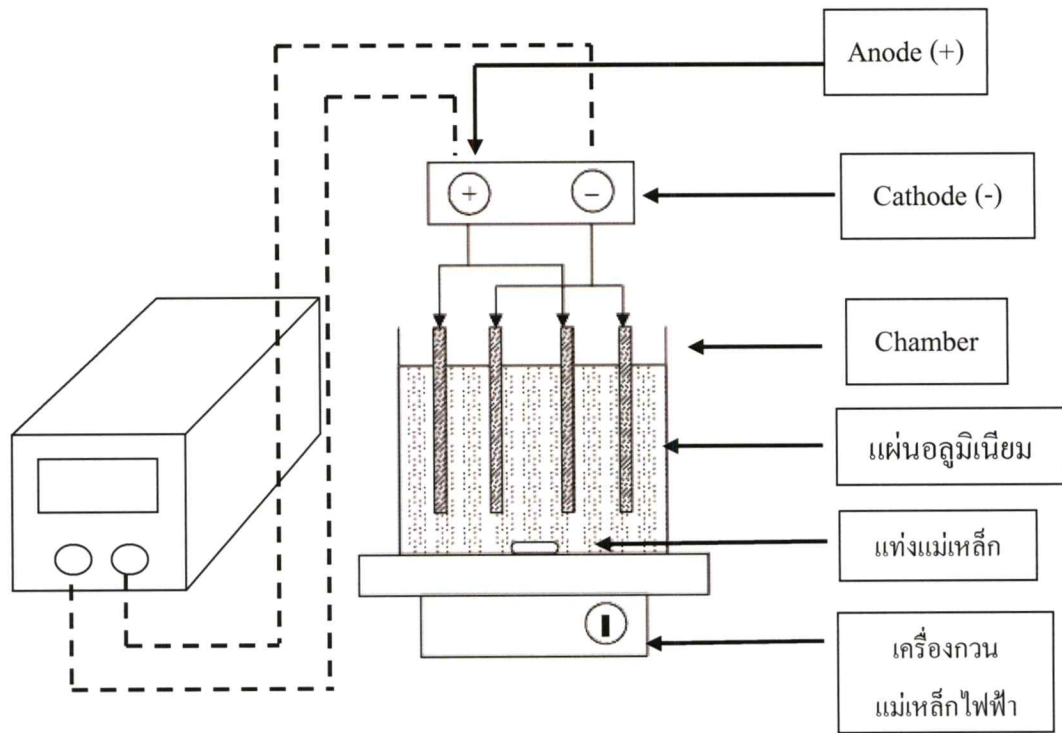 Anode (+)
+
−
Cathode (-)
Chamber
แผ่นอลูมิเนียม
แท่งแม่เหล็ก
เครื่องกวน
แม่เหล็กไฟฟ้า